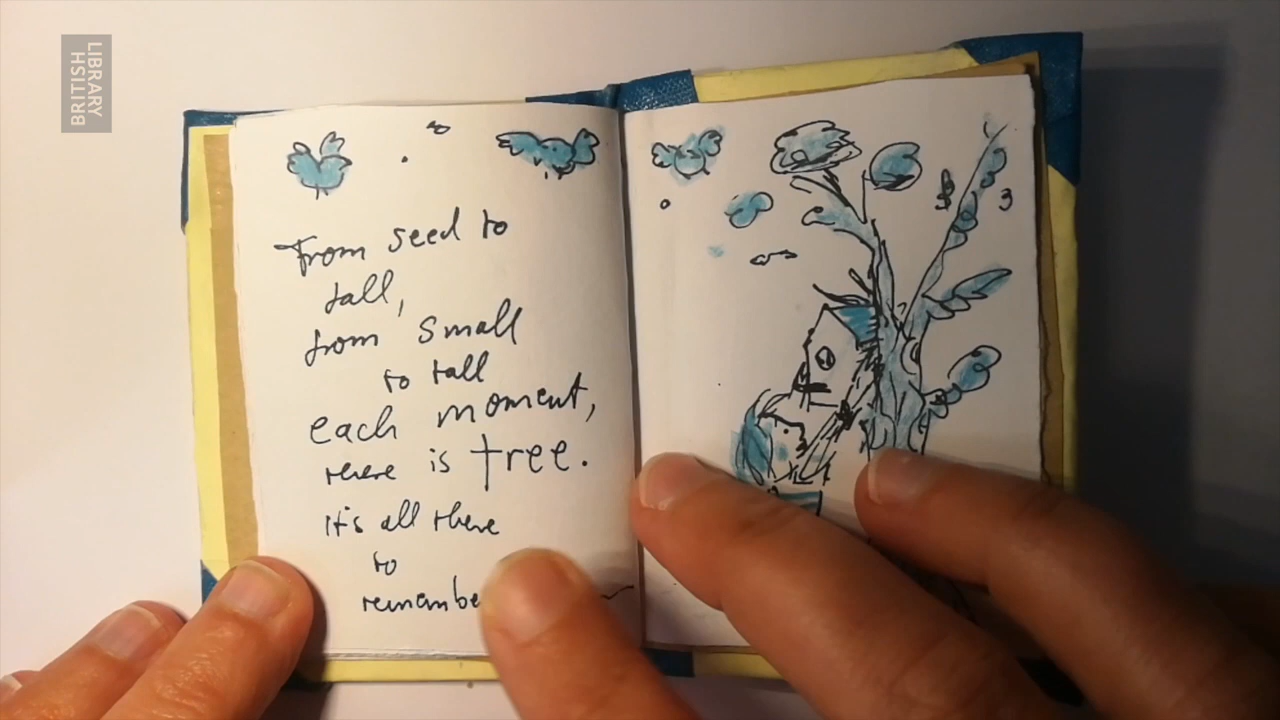 LIBRARY
BRITISH
From seed to
tall,
from small
to tall
each moment,
there is tree.
it's all there
to